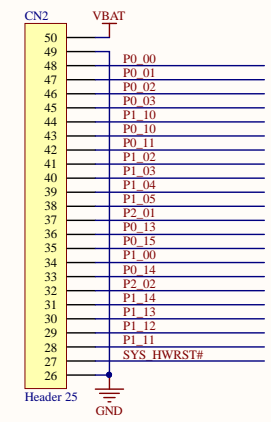 CN2 VBAT
50
49
48 P0_00
47 P0_01
46 P0_02
45 P0_03
44 P1_10
43 P0_10
42 P0_11
41 P1_02
40 P1_03
39 P1_04
38 P1_05
37 P2_01
36 P0_13
35 P0_15
34 P1_00
33 P0_14
32 P2_02
31 P1_14
30 P1_13
29 P1_12
28 P1_11
27 SYS_HWRST#
26
Header 25
GND